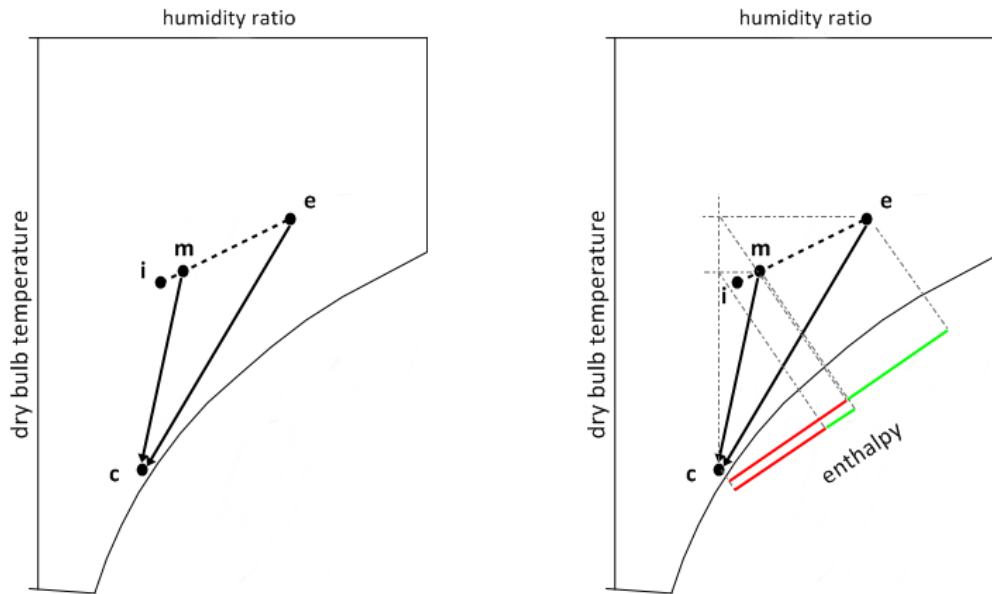 humidity ratio
dry bulb temperature
e
m
i
c
humidity ratio
dry bulb temperature
e
m
i
c
enthalpy